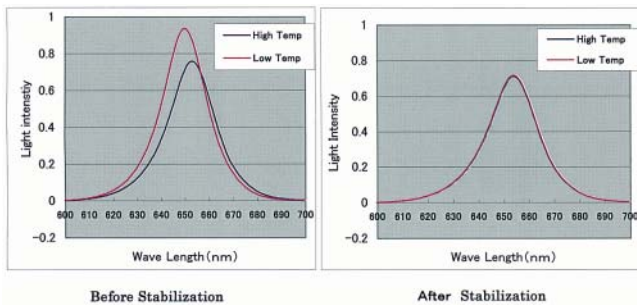 1
0.8
0.6
0.4
0.2
0
-0.2
Light intenstiy
High Temp
Low Temp
600 610 620 630 640 650 660 670 680 690 700
Wave Length(nm)
Before Stabilization
1
0.8
0.6
0.4
0.2
0
-0.2
Light Intensity
High Temp
Low Temp
600 610 620 630 640 650 660 670 680 690 700
Wave Length(nm)
After Stabilization